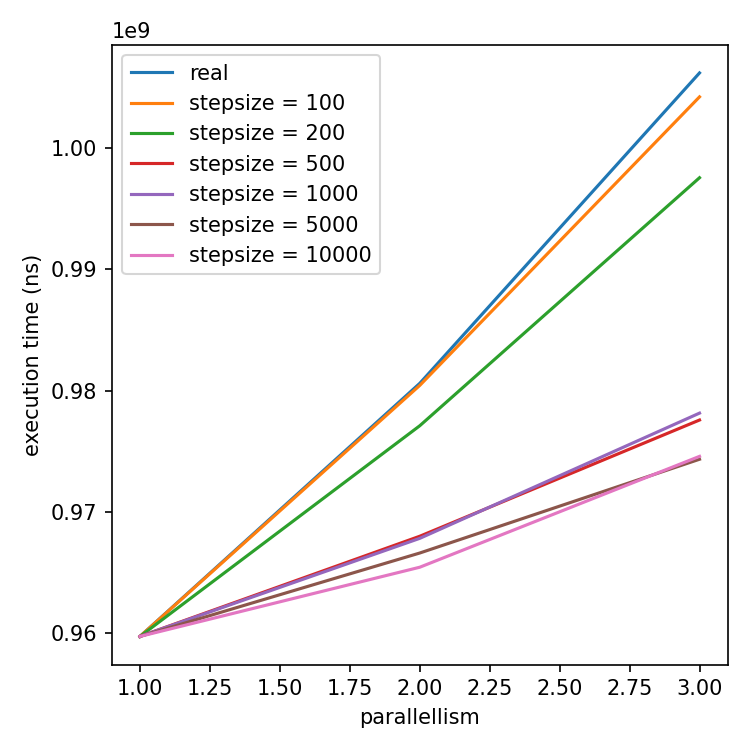 1e9
real
stepsize = 100
stepsize = 200
stepsize = 500
stepsize = 1000
stepsize = 5000
stepsize = 10000
1.00
0.99
0.98
0.97
0.96
execution time (ns)
1.00 1.25 1.50 1.75 2.00 2.25 2.50 2.75 3.00
parallellism